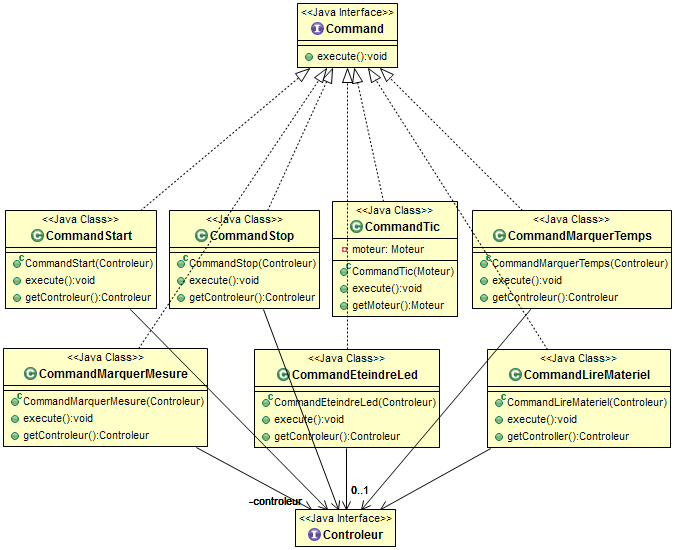 <<Java Interface>>
Command
execute():void
<<Java Class>>
CommandStart
CommandStart(Controleur)
execute():void
getControleur():Controleur
<<Java Class>>
CommandStop
CommandStop(Controleur)
execute():void
getControleur():Controleur
<<Java Class>>
CommandTic
moteur: Moteur
CommandTic(Moteur)
execute():void
getMoteur():Moteur
<<Java Class>>
CommandMarquerTemps
CommandMarquerTemps(Controleur)
execute():void
getControleur():Controleur
<<Java Class>>
CommandMarquerMesure
CommandMarquerMesure(Controleur)
execute():void
getControleur():Controleur
<<Java Class>>
CommandEteindreLed
CommandEteindreLed(Controleur)
execute():void
getControleur():Controleur
<<Java Class>>
CommandLireMateriel
CommandLireMateriel(Controleur)
execute():void
getController():Controleur
-controleur
0..1
<<Java Interface>>
Controleur